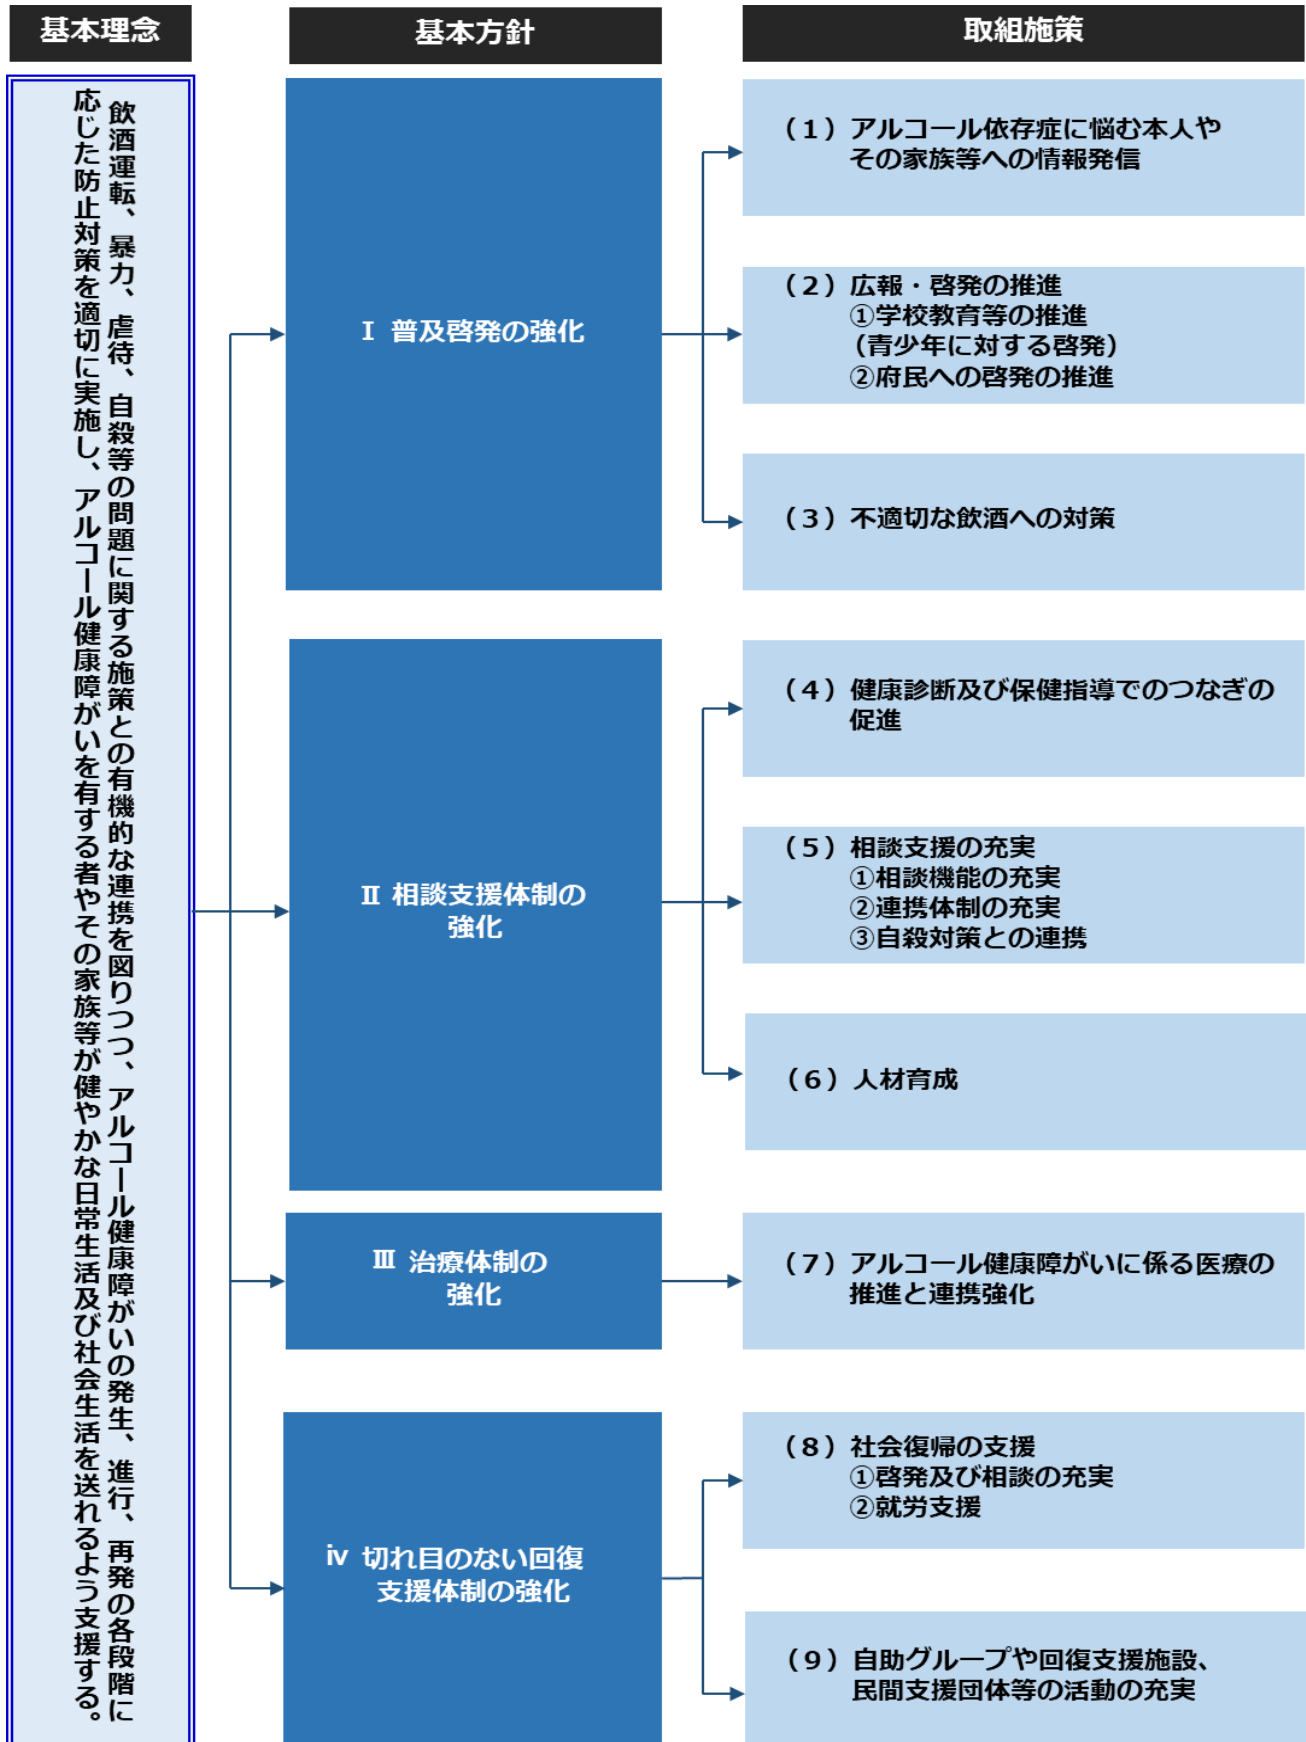 基本理念
基本方針
取組施策
飲酒運転、暴力、虐待、自殺等の問題に関する施策との有機的な連携を図りつつ、アルコール健康障がいの発生、進行、再発の各段階に
応じた防止対策を適切に実施し、アルコール健康障がいを有する者やその家族等が健やかな日常生活及び社会生活を送れるよう支援する。
Ⅰ 普及啓発の強化
（１）アルコール依存症に悩む本人や
その家族等への情報発信
（２）広報・啓発の推進
①学校教育等の推進
（青少年に対する啓発）
②府民への啓発の推進
（３）不適切な飲酒への対策
Ⅱ 相談支援体制の
強化
（４）健康診断及び保健指導でのつなぎの
促進
（５）相談支援の充実
①相談機能の充実
②連携体制の充実
③自殺対策との連携
（６）人材育成
Ⅲ 治療体制の
強化
（７）アルコール健康障がいに係る医療の
推進と連携強化
ⅳ 切れ目のない回復
支援体制の強化
（８）社会復帰の支援
①啓発及び相談の充実
②就労支援
（９）自助グループや回復支援施設、
民間支援団体等の活動の充実